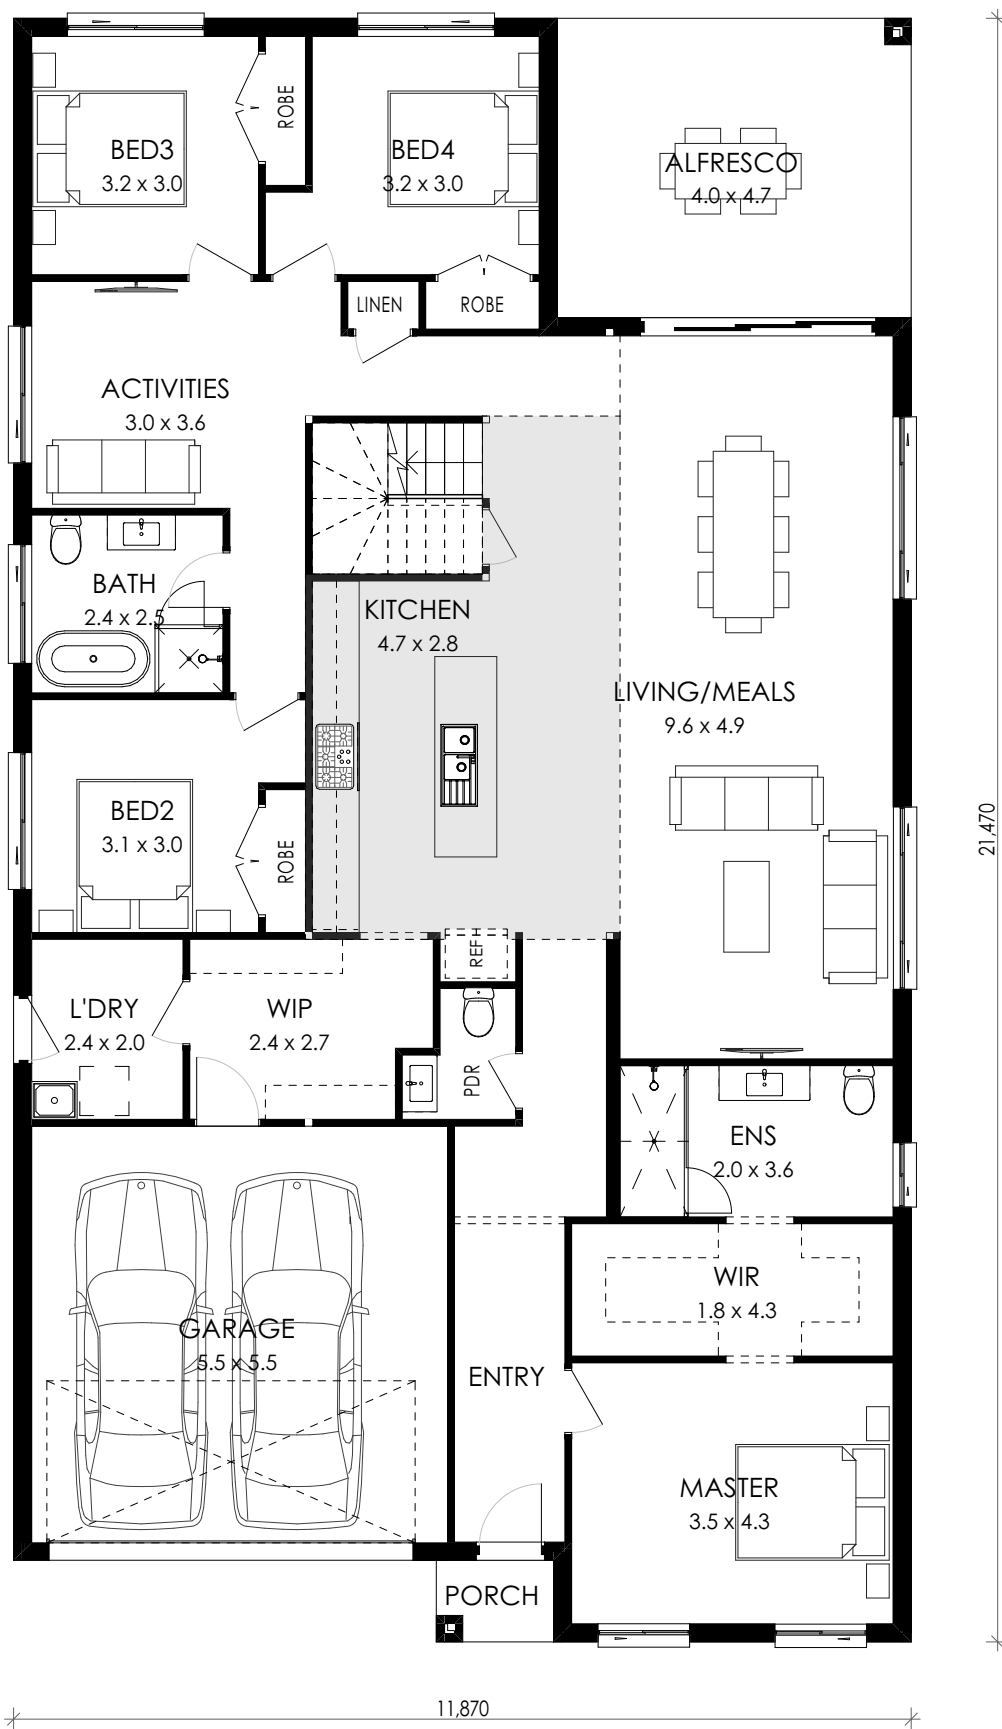 BED3
3.2 x 3.0
ROBE
BED4
3.2 x 3.0
ALFRESCO
4.0 x 4.7
LINEN
ROBE
ACTIVITIES
3.0 x 3.6
BATH
2.4 x 2.5
KITCHEN
4.7 x 2.8
LIVING/MEALS
9.6 x 4.9
BED2
3.1 x 3.0
ROBE
21,470
REF
L'DRY
2.4 x 2.0
WIP
2.4 x 2.7
PDR
ENS
2.0 x 3.6
WIR
1.8 x 4.3
GARAGE
5.5 x 5.5
ENTRY
MASTER
3.5 x 4.3
PORCH
11,870